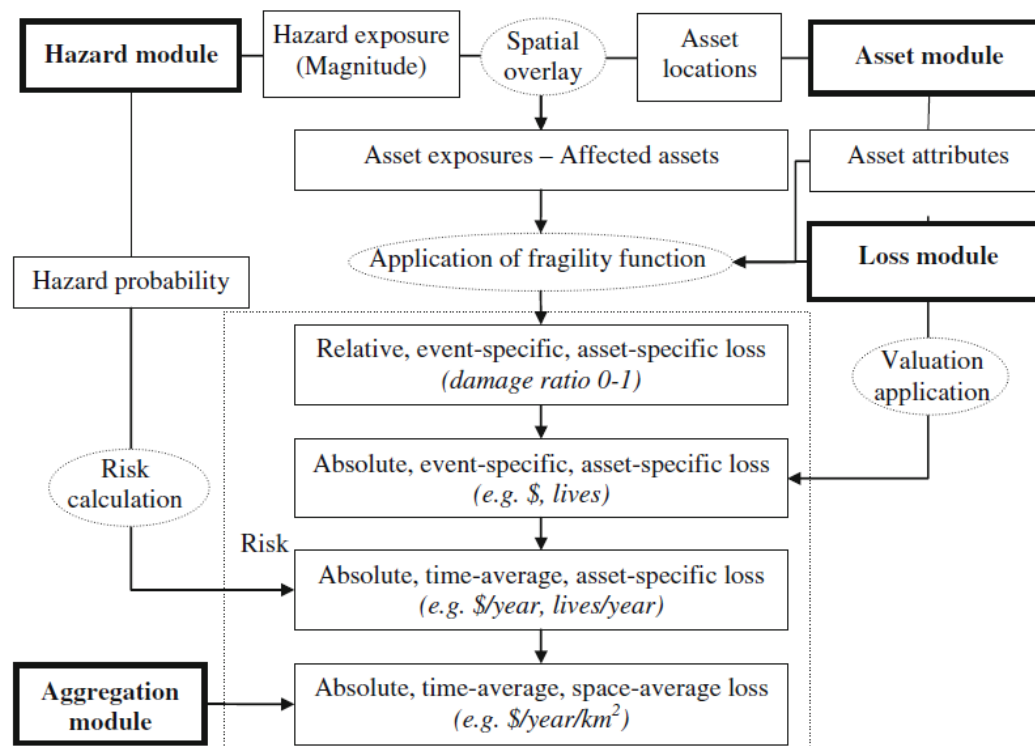 Hazard module
Hazard exposure
(Magnitude)
Spatial
overlay
Asset
locations
Asset module
Asset exposures – Affected assets
Asset attributes
Application of fragility function
Loss module
Hazard probability
Relative, event-specific, asset-specific loss
(damage ratio 0-1)
Valuation
application
Absolute, event-specific, asset-specific loss
(e.g. $, lives)
Risk
calculation
Risk
Absolute, time-average, asset-specific loss
(e.g. $/year, lives/year)
Aggregation
module
Absolute, time-average, space-average loss
(e.g. $/year/km²)